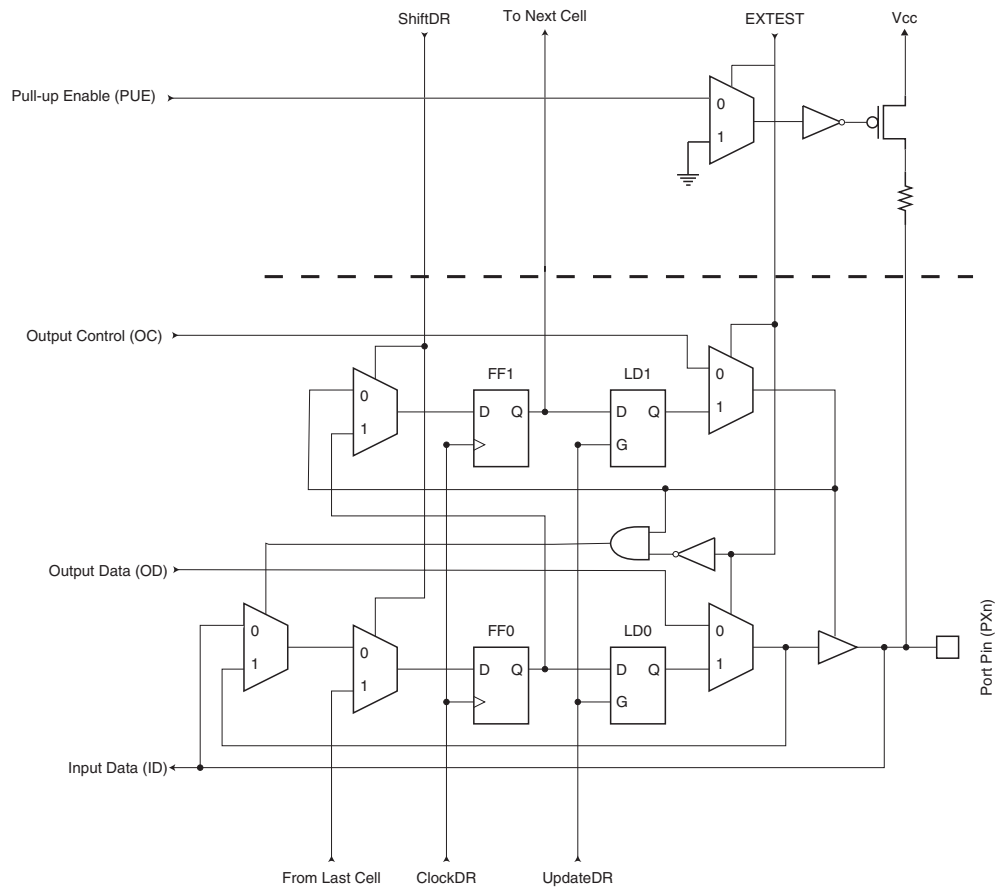 ShiftDR
To Next Cell
EXTEST
Vcc
Pull-up Enable (PUE)
0
1
Output Control (OC)
FF1
LD1
0
1
0
1
D Q
D Q
G
Output Data (OD)
FF0
LD0
0
1
0
1
0
1
D Q
D Q
G
Port Pin (PXn)
Input Data (ID)
From Last Cell
ClockDR
UpdateDR